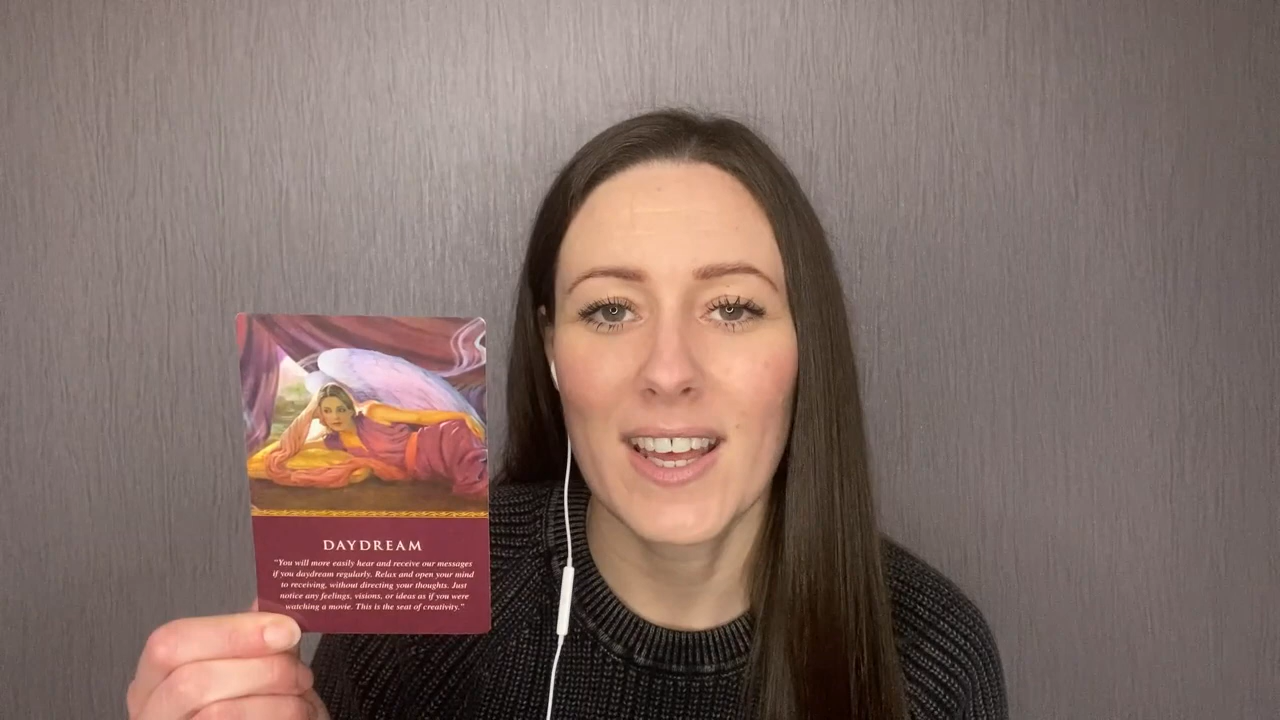 DAYDREAM
"You will more easily hear and receive our messages
if you daydream regularly. Relax and open your mind
to receiving, without directing your thoughts. Just
notice any feelings, visions, or ideas as if you were
watching a movie. This is the seat of creativity."